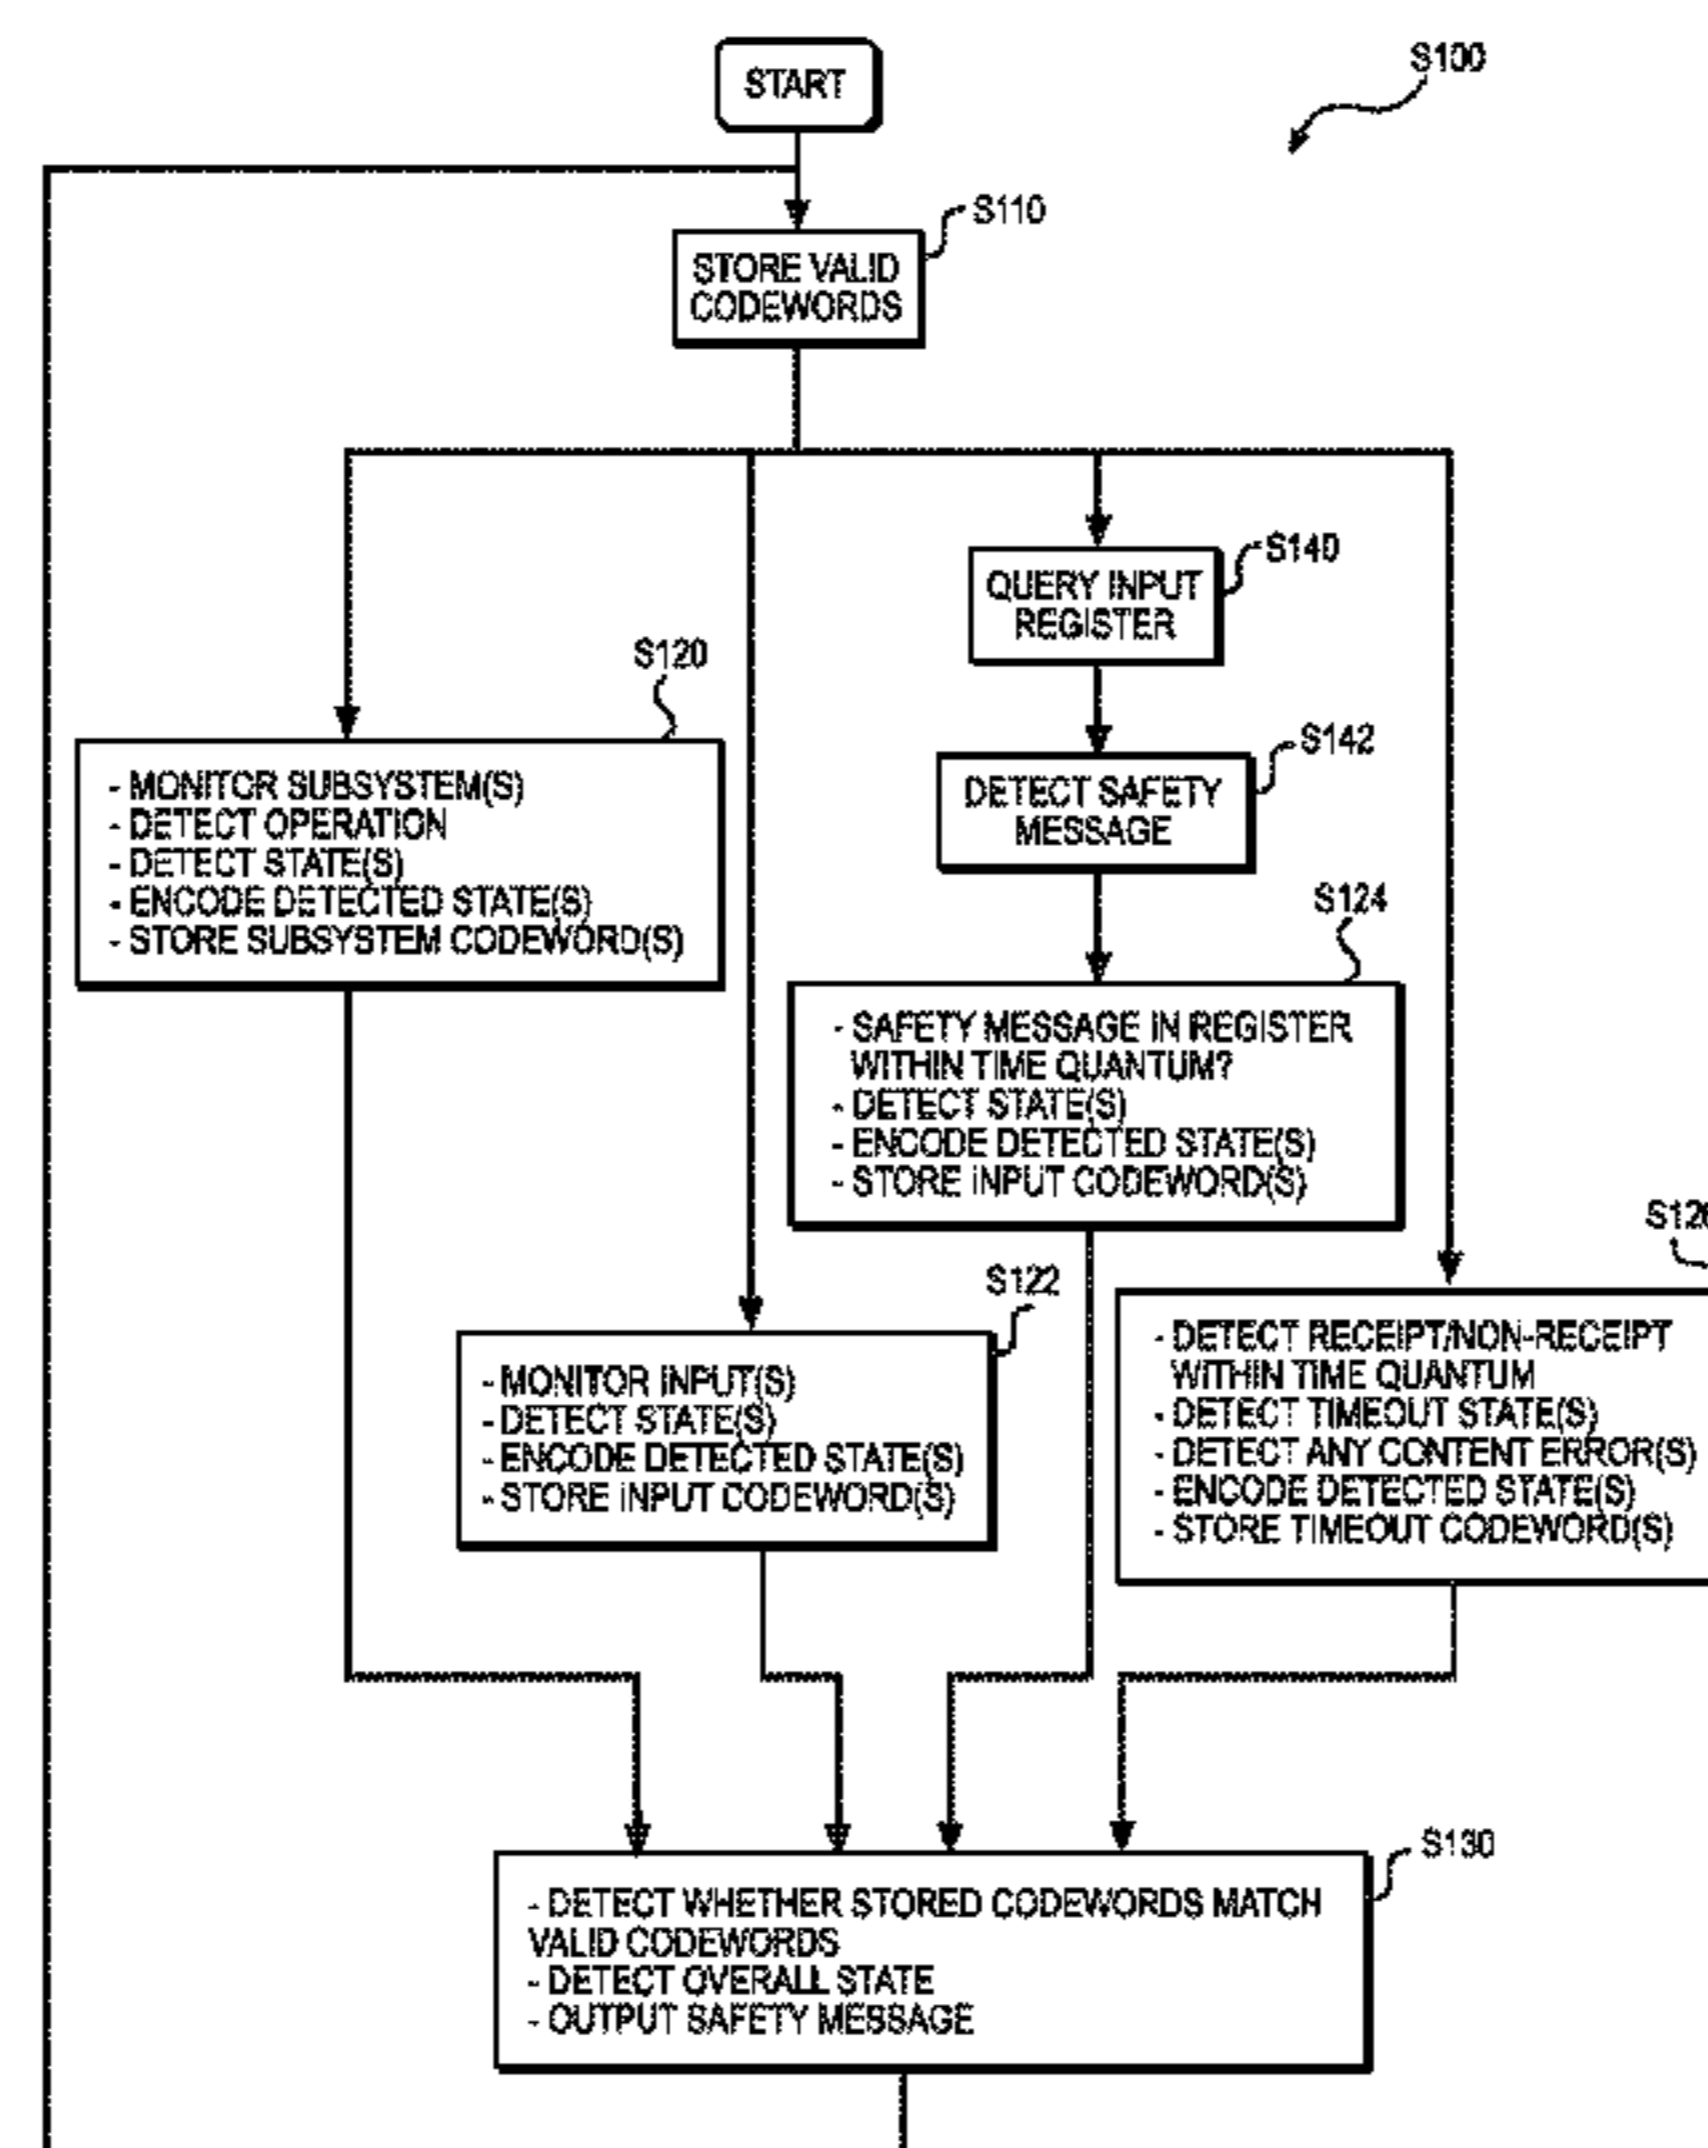 START
S100
S110
STORE VALID
CODEWORDS
S140
QUERY INPUT
REGISTER
S120
- MONITOR SUBSYSTEM(S)
- DETECT OPERATION
- DETECT STATE(S)
- ENCODE DETECTED STATE(S)
- STORE SUBSYSTEM CODEWORD(S)
S142
DETECT SAFETY
MESSAGE
S124
- SAFETY MESSAGE IN REGISTER
WITHIN TIME QUANTUM?
- DETECT STATE(S)
- ENCODE DETECTED STATE(S)
- STORE INPUT CODEWORD(S)
S122
- MONITOR INPUT(S)
- DETECT STATE(S)
- ENCODE DETECTED STATE(S)
- STORE INPUT CODEWORD(S)
- DETECT RECEIPT/NON-RECEIPT
WITHIN TIME QUANTUM
- DETECT TIMEOUT STATE(S)
- DETECT ANY CONTENT ERROR(S)
- ENCODE DETECTED STATE(S)
- STORE TIMEOUT CODEWORD(S)
S130
- DETECT WHETHER STORED CODEWORDS MATCH
VALID CODEWORDS
- DETECT OVERALL STATE
- OUTPUT SAFETY MESSAGE